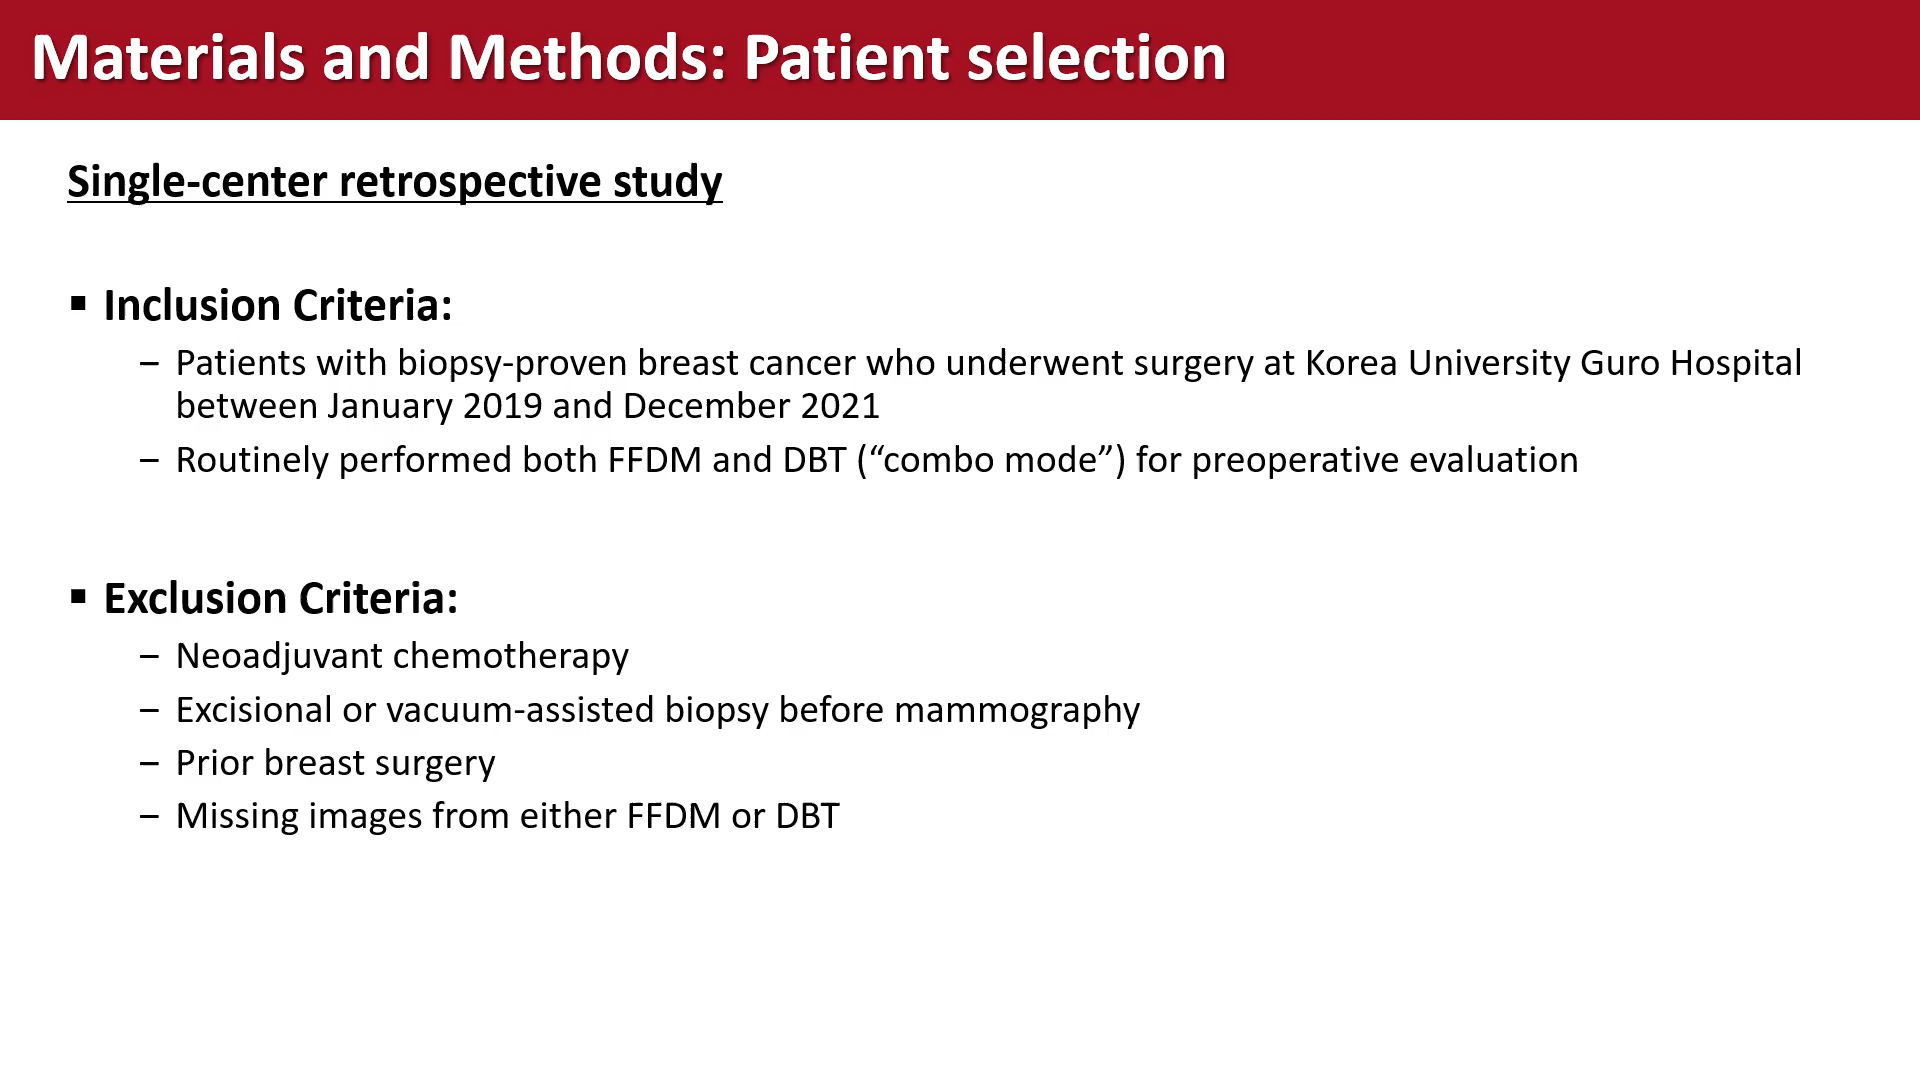 Materials and Methods: Patient selection
Single-center retrospective study
▪ Inclusion Criteria:
– Patients with biopsy-proven breast cancer who underwent surgery at Korea University Guro Hospital
between January 2019 and December 2021
– Routinely performed both FFDM and DBT (“combo mode”) for preoperative evaluation
▪ Exclusion Criteria:
– Neoadjuvant chemotherapy
– Excisional or vacuum-assisted biopsy before mammography
– Prior breast surgery
– Missing images from either FFDM or DBT